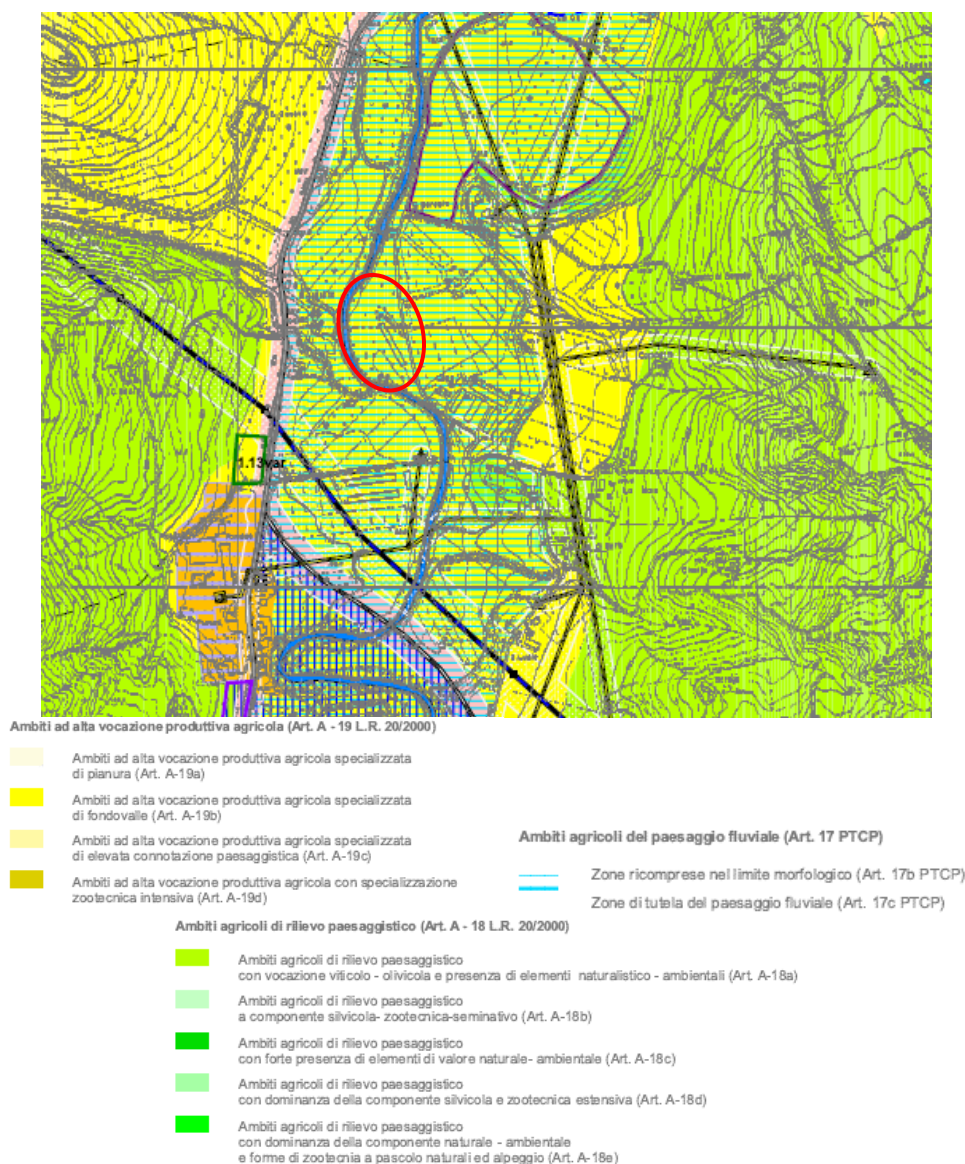 1.13var
Ambiti ad alta vocazione produttiva agricola (Art. A - 19 L.R. 20/2000)
Ambiti ad alta vocazione produttiva agricola specializzata
di pianura (Art. A-19a)
Ambiti ad alta vocazione produttiva agricola specializzata
di fondovalle (Art. A-19b)
Ambiti ad alta vocazione produttiva agricola specializzata
di elevata connotazione paesaggistica (Art. A-19c)
Ambiti ad alta vocazione produttiva agricola con specializzazione
zootecnica intensiva (Art. A-19d)
Ambiti agricoli del paesaggio fluviale (Art. 17 PTCP)
Zone ricomprese nel limite morfologico (Art. 17b PTCP)
Zone di tutela del paesaggio fluviale (Art. 17c PTCP)
Ambiti agricoli di rilievo paesaggistico (Art. A - 18 L.R. 20/2000)
Ambiti agricoli di rilievo paesaggistico
con vocazione viticolo - olivicola e presenza di elementi naturalistico - ambientali (Art. A-18a)
Ambiti agricoli di rilievo paesaggistico
a componente silvicola- zootecnica-seminativo (Art. A-18b)
Ambiti agricoli di rilievo paesaggistico
con forte presenza di elementi di valore naturale- ambientale (Art. A-18c)
Ambiti agricoli di rilievo paesaggistico
con dominanza della componente silvicola e zootecnica estensiva (Art. A-18d)
Ambiti agricoli di rilievo paesaggistico
con dominanza della componente naturale - ambientale
e forme di zootecnia a pascolo naturali ed alpeggio (Art. A-18e)